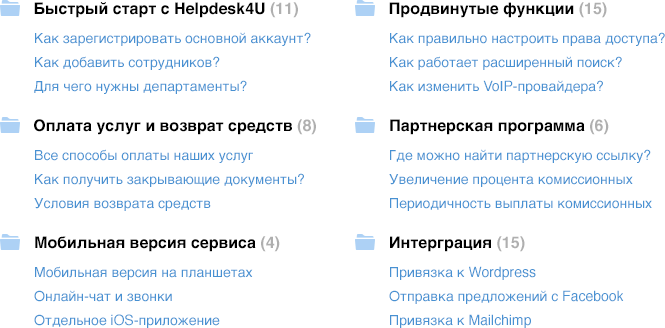 Быстрый старт с Helpdesk4U (11)
Как зарегистрировать основной аккаунт?
Как добавить сотрудников?
Для чего нужны департаменты?
Продвинутые функции (15)
Как правильно настроить права доступа?
Как работает расширенный поиск?
Как изменить VoIP-провайдера?
Оплата услуг и возврат средств (8)
Все способы оплаты наших услуг
Как получить закрывающие документы?
Условия возврата средств
Партнерская программа (6)
Где можно найти партнерскую ссылку?
Увеличение процента комиссионных
Периодичность выплаты комиссионных
Мобильная версия сервиса (4)
Мобильная версия на планшетах
Онлайн-чат и звонки
Отдельное iOS-приложение
Интерграция (15)
Привязка к Wordpress
Отправка предложений с Facebook
Привязка к Mailchimp